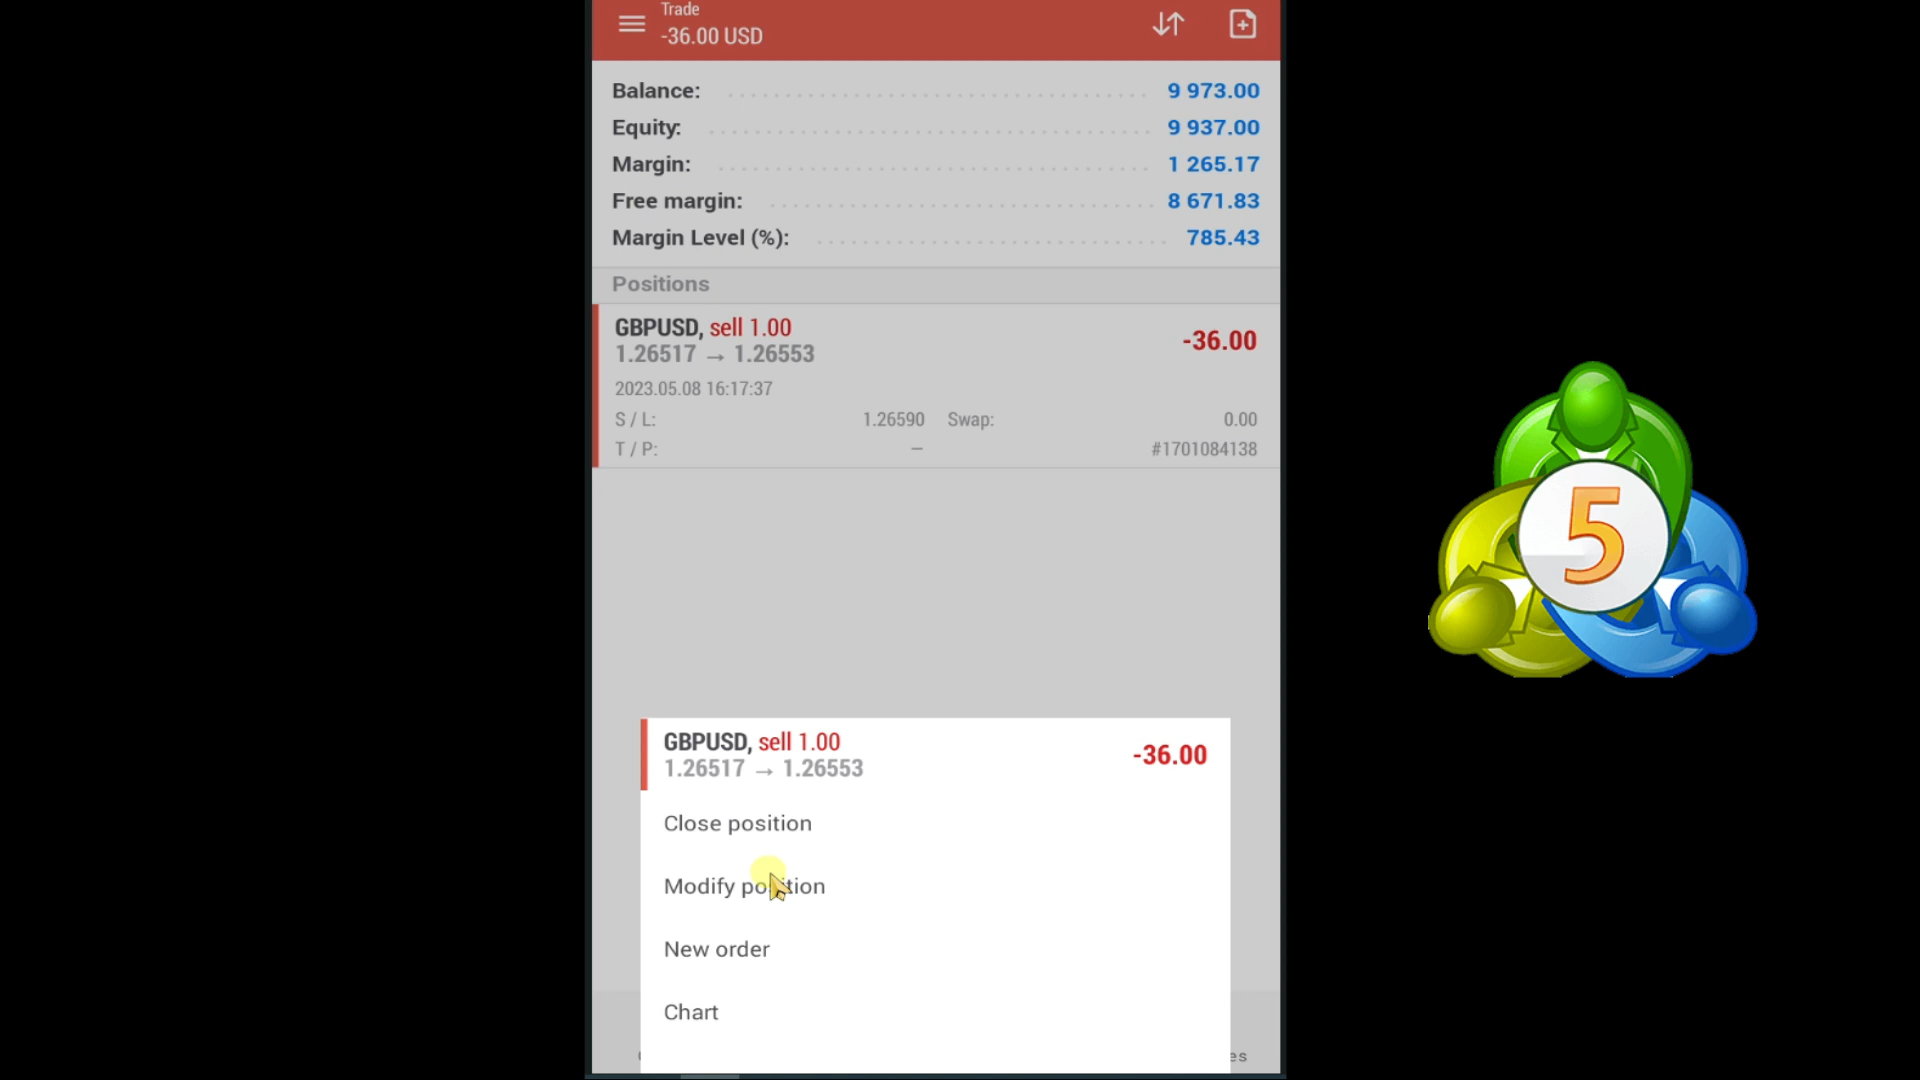 Trade
-36.00 USD
Balance: 9 973.00
Equity: 9 937.00
Margin: 1 265.17
Free margin: 8 671.83
Margin Level (%): 785.43
Positions
GBPUSD, sell 1.00 -36.00
1.26517 → 1.26553
2023.05.08 16:17:37
S / L: 1.26590 Swap: 0.00
T / P: – #1701084138
GBPUSD, sell 1.00 -36.00
1.26517 → 1.26553
Close position
Modify position
New order
Chart
es
5